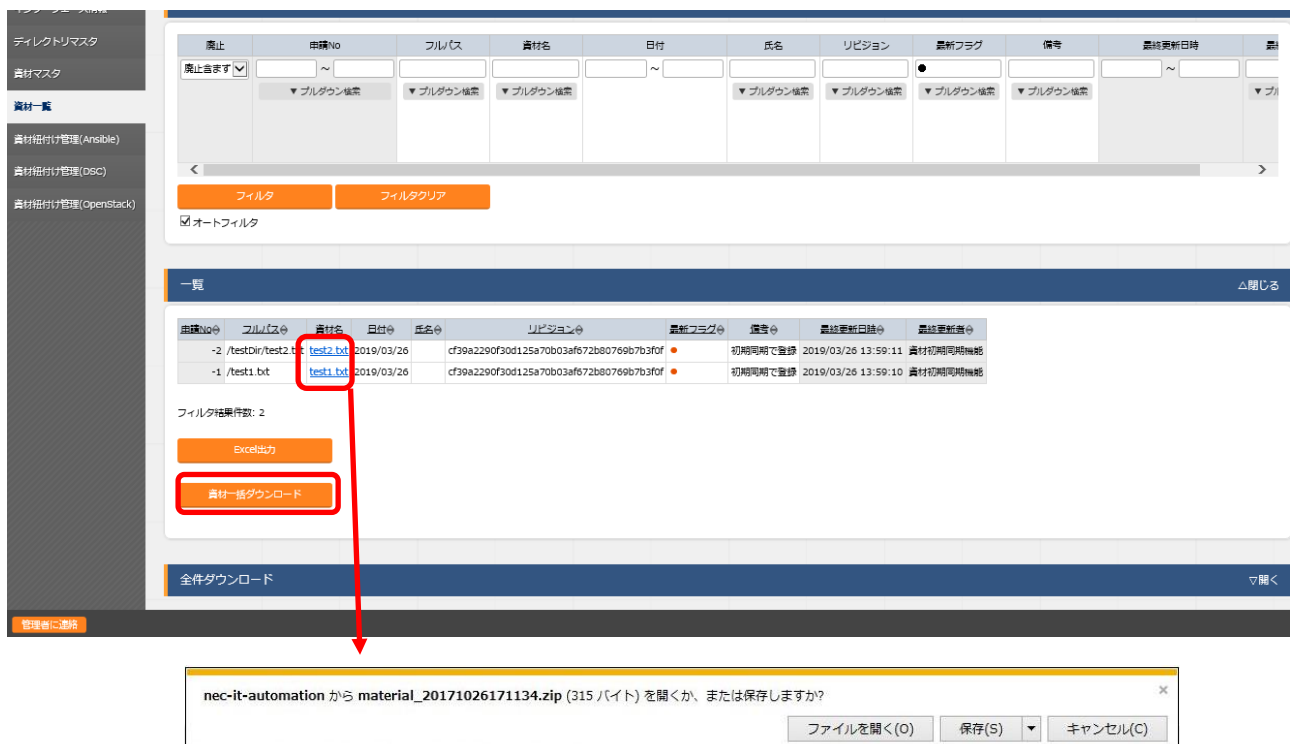 ディレクトリマスタ
資材マスタ
資材一覧
資材紐付け管理(Ansible)
資材紐付け管理(DSC)
資材紐付け管理(OpenStack)
廃止 申請No フルパス 資材名 日付 氏名 リビジョン 最新フラグ 備考 最終更新日時
廃止含まず ～ ～ ● ～
▼ プルダウン検索 ▼ プルダウン検索 ▼ プルダウン検索 ▼ プルダウン検索 ▼ プルダウン検索 ▼ プルダウン検索 ▼ プルダウン検索
フィルタ フィルタクリア
オートフィルタ
一覧 △閉じる
申請No フルパス 資材名 日付 氏名 リビジョン 最新フラグ 備考 最終更新日時 最終更新者
-2 /testDir/test2.txt test2.txt 2019/03/26 cf39a2290f30d125a70b03af672b80769b7b3f0f ● 初期同期で登録 2019/03/26 13:59:11 資材初期同期機能
-1 /test1.txt test1.txt 2019/03/26 cf39a2290f30d125a70b03af672b80769b7b3f0f ● 初期同期で登録 2019/03/26 13:59:10 資材初期同期機能
フィルタ結果件数: 2
Excel出力
資材一括ダウンロード
全件ダウンロード ▽開く
管理者に連絡
nec-it-automation から material_20171026171134.zip (315 バイト) を開くか、または保存しますか? ×
ファイルを開く(O) 保存(S) ▼ キャンセル(C)